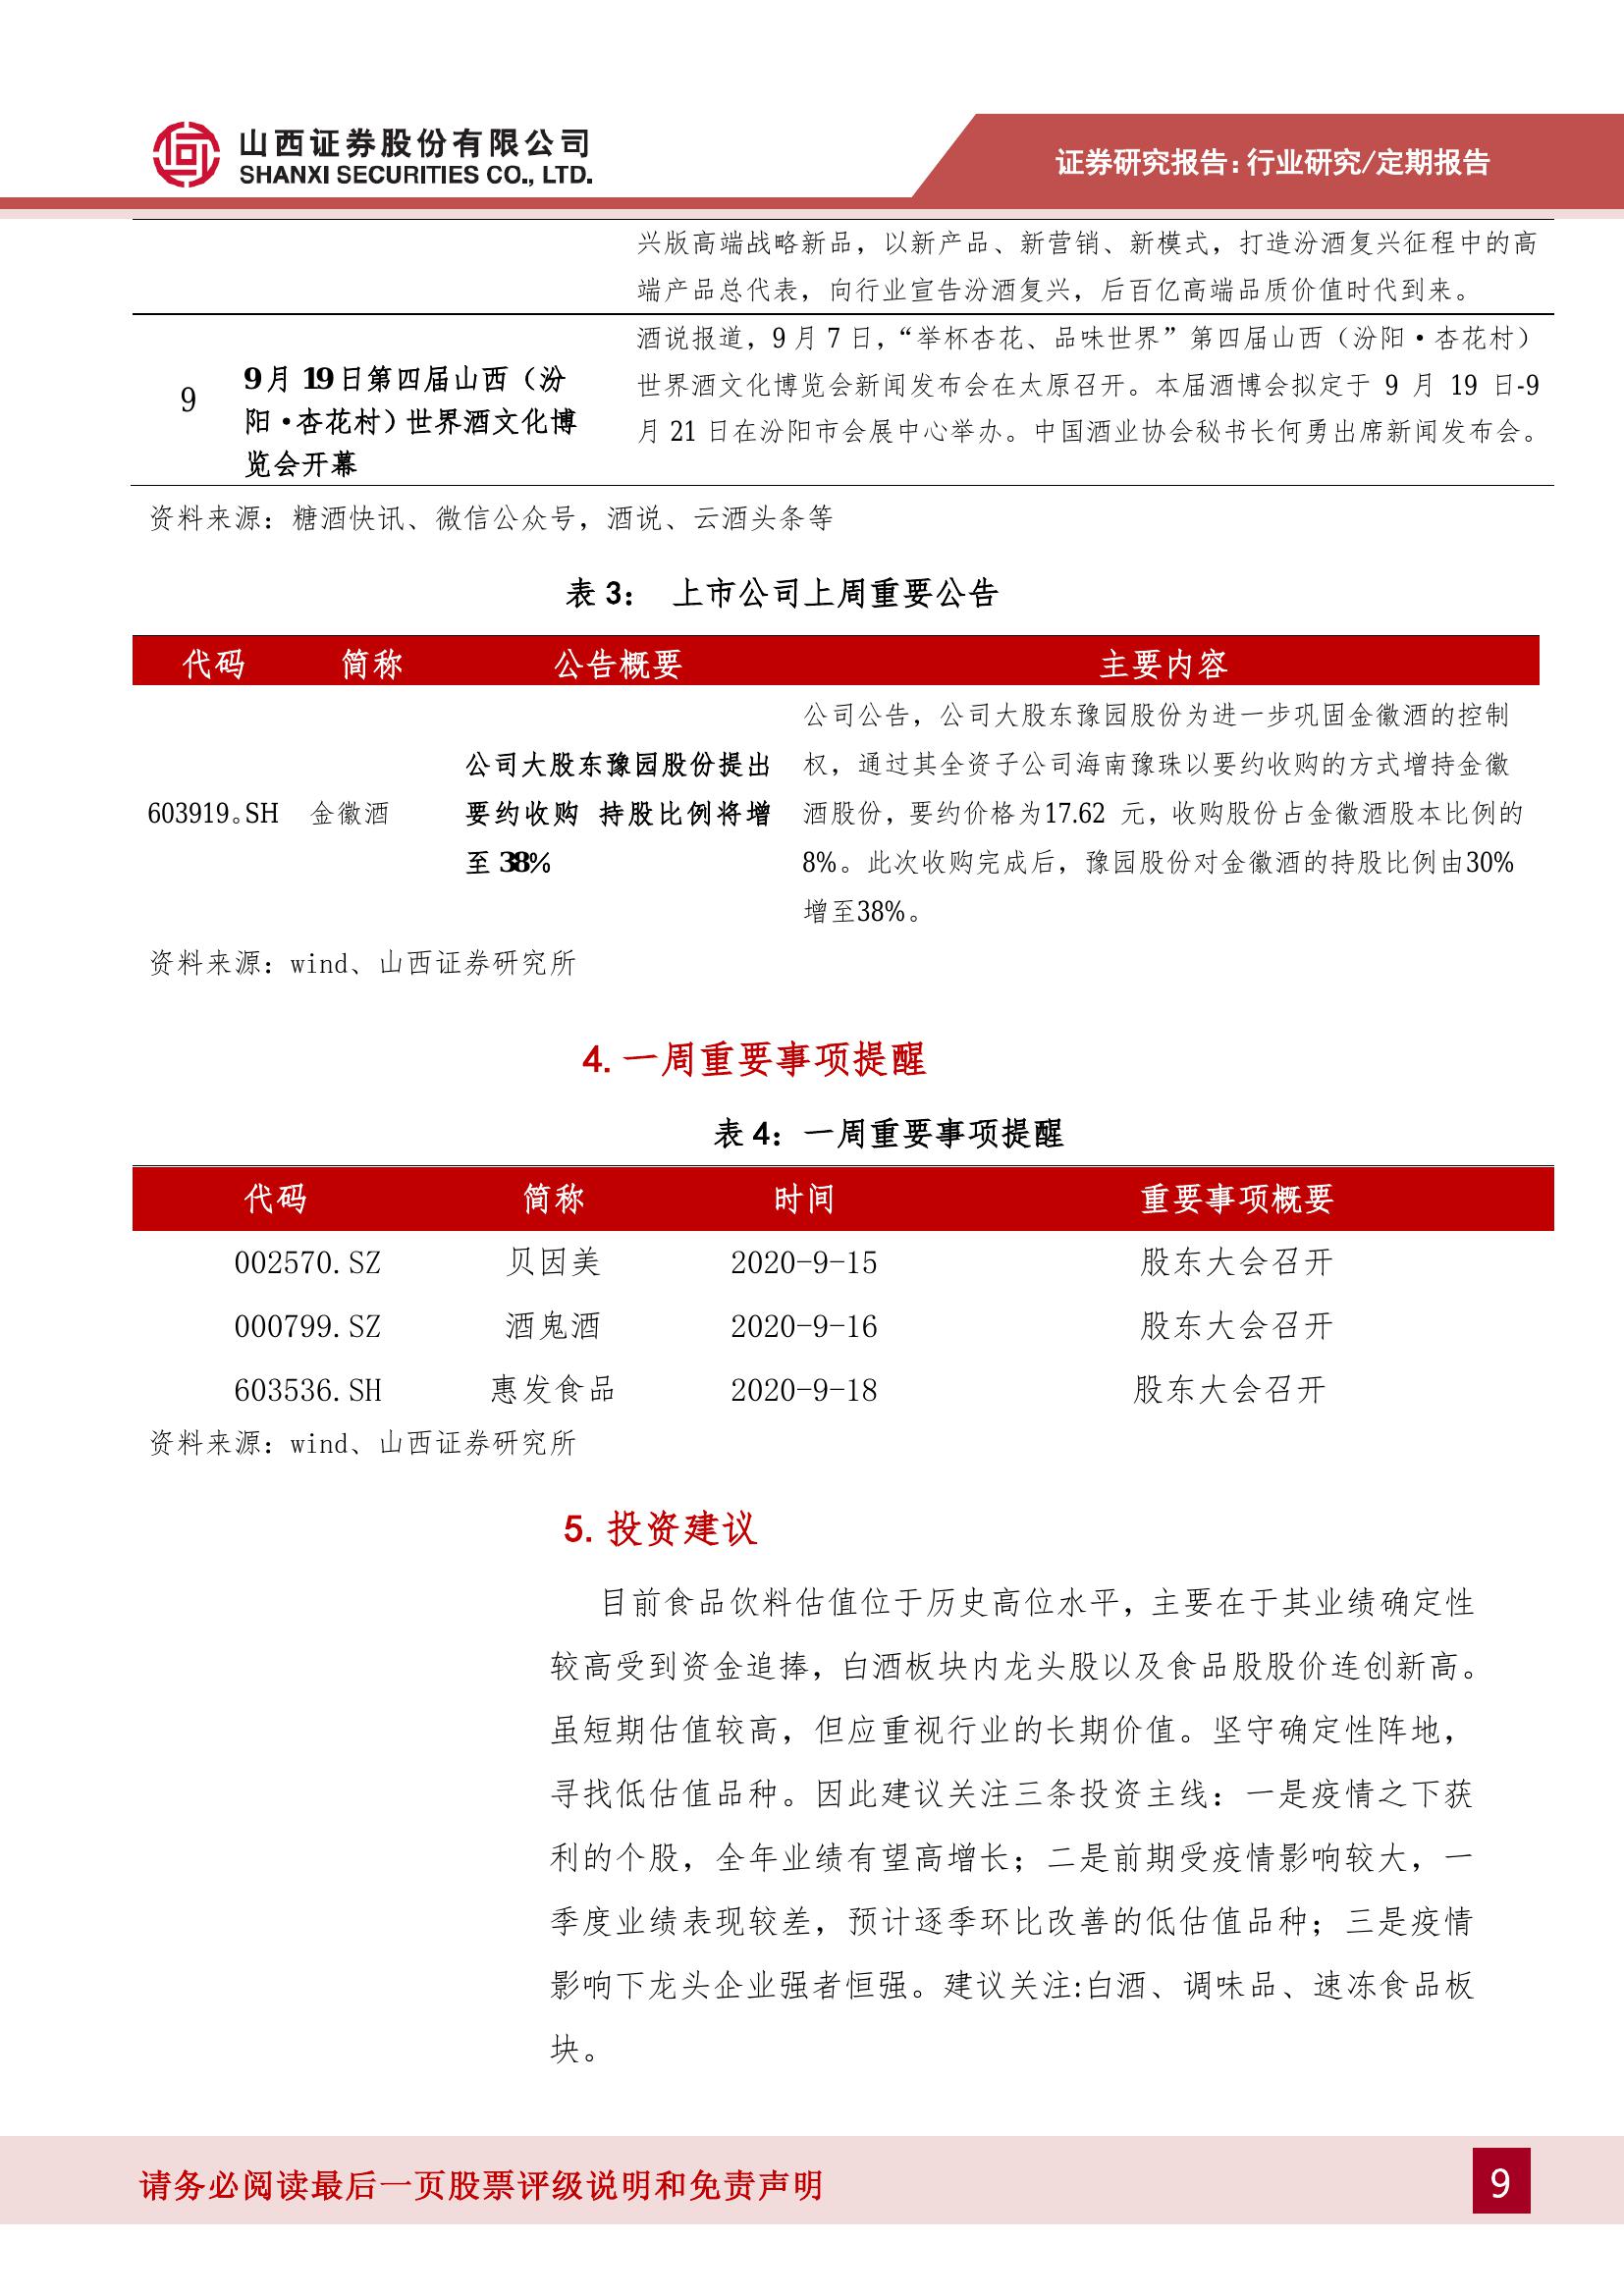 山西证券股份有限公司
SHANXI SECURITIES CO., LTD.
证券研究报告：行业研究/定期报告
兴版高端战略新品，以新产品、新营销、新模式，打造汾酒复兴征程中的高
端产品总代表，向行业宣告汾酒复兴，后百亿高端品质价值时代到来。
9
9月19日第四届山西（汾
阳·杏花村）世界酒文化博
览会开幕
酒说报道，9 月 7 日，“举杯杏花、品味世界”第四届山西（汾阳·杏花村）
世界酒文化博览会新闻发布会在太原召开。本届酒博会拟定于 9 月 19 日-9
月 21 日在汾阳市会展中心举办。中国酒业协会秘书长何勇出席新闻发布会。
资料来源：糖酒快讯、微信公众号，酒说、云酒头条等
表 3： 上市公司上周重要公告
代码 简称 公告概要 主要内容
603919。SH 金徽酒
公司大股东豫园股份提出
要约收购 持股比例将增
至 38%
公司公告，公司大股东豫园股份为进一步巩固金徽酒的控制
权，通过其全资子公司海南豫珠以要约收购的方式增持金徽
酒股份，要约价格为17.62 元，收购股份占金徽酒股本比例的
8%。此次收购完成后，豫园股份对金徽酒的持股比例由30%
增至38%。
资料来源：wind、山西证券研究所
4. 一周重要事项提醒
表 4：一周重要事项提醒
代码 简称 时间 重要事项概要
002570.SZ 贝因美 2020-9-15 股东大会召开
000799.SZ 酒鬼酒 2020-9-16 股东大会召开
603536.SH 惠发食品 2020-9-18 股东大会召开
资料来源：wind、山西证券研究所
5. 投资建议
目前食品饮料估值位于历史高位水平，主要在于其业绩确定性
较高受到资金追捧，白酒板块内龙头股以及食品股股价连创新高。
虽短期估值较高，但应重视行业的长期价值。坚守确定性阵地，
寻找低估值品种。因此建议关注三条投资主线：一是疫情之下获
利的个股，全年业绩有望高增长；二是前期受疫情影响较大，一
季度业绩表现较差，预计逐季环比改善的低估值品种；三是疫情
影响下龙头企业强者恒强。建议关注:白酒、调味品、速冻食品板
块。
请务必阅读最后一页股票评级说明和免责声明
9